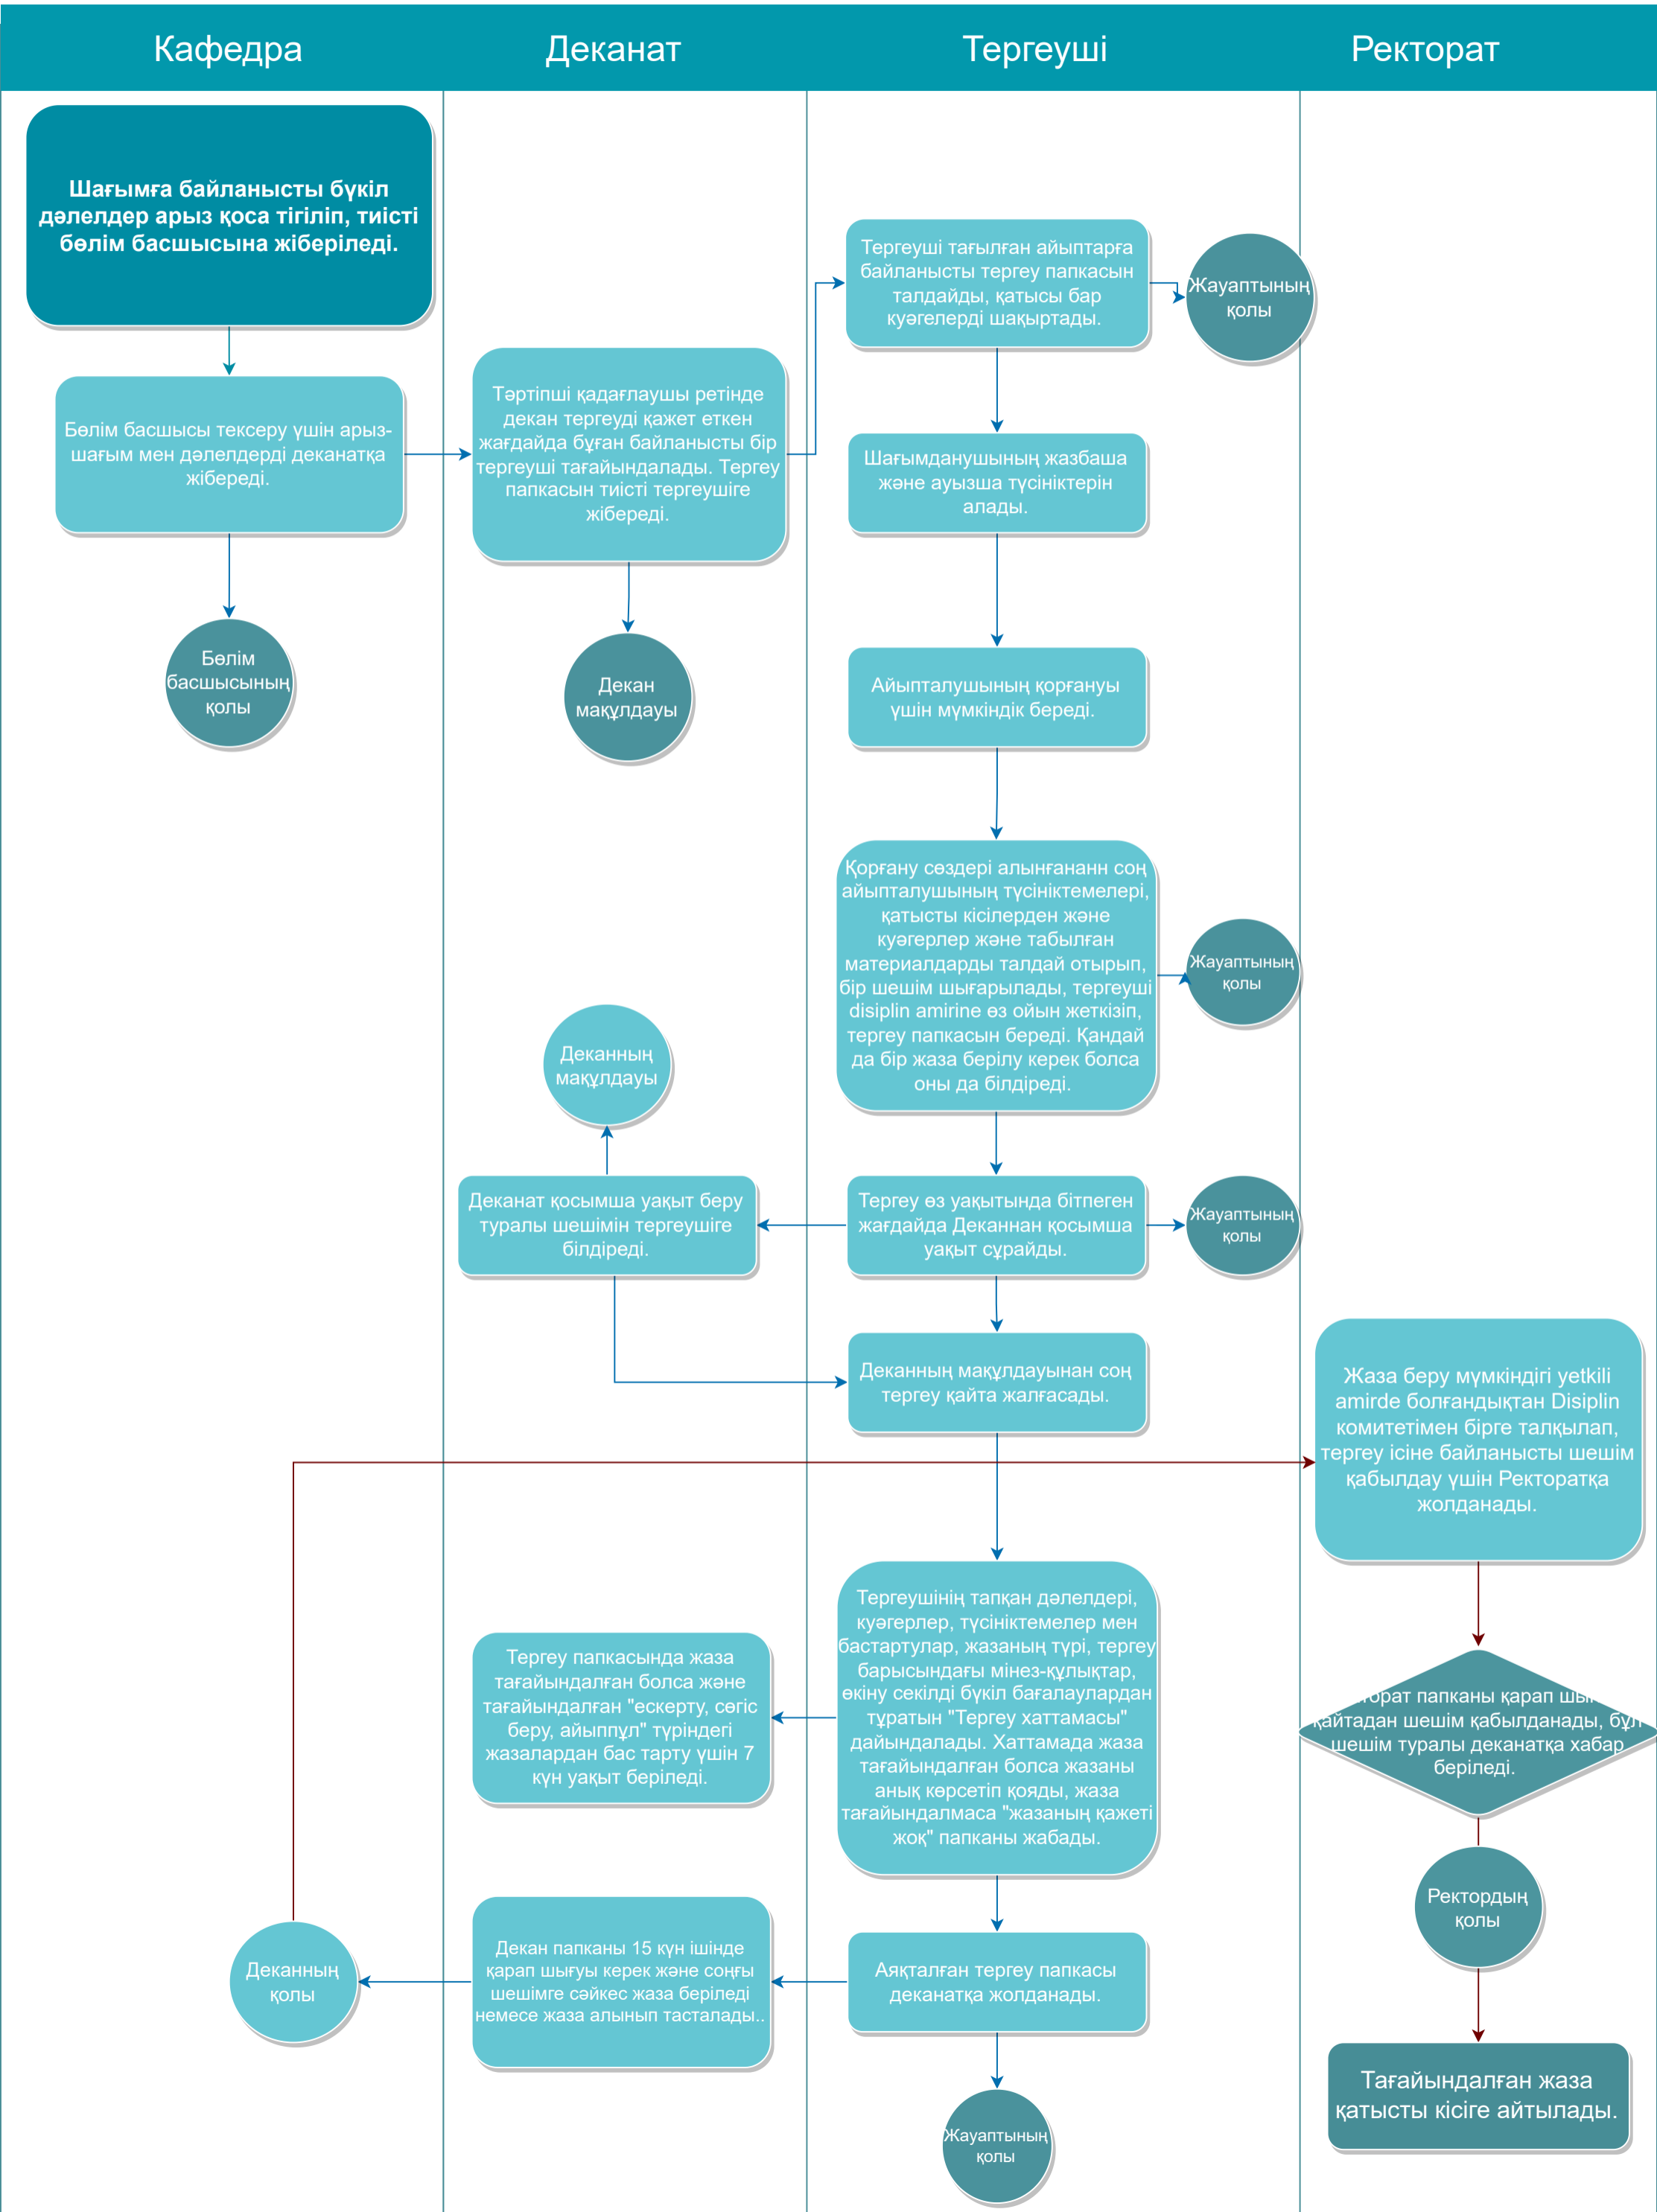 Кафедра
Деканат
Тергеуші
Ректорат
Шағымға байланысты бүкіл
дәлелдер арыз қоса тігіліп, тиісті
бөлім басшысына жіберіледі.
Бөлім басшысы тексеру үшін арыз-
шағым мен дәлелдерді деканатқа
жібереді.
Бөлім
басшысының
қолы
Тәртіпші қадағлаушы ретінде
декан тергеуді қажет еткен
жағдайда бұған байланысты бір
тергеуші тағайындалады. Тергеу
папкасын тиисті тергеушіге
жібереді.
Декан
мақұлдауы
Тергеуші тағылған айыптарға
байланысты тергеу папкасын
талдайды, қатысы бар
куәгелерді шақыртады.
Жауаптының
қолы
Шағымданушының жазбаша
және ауызша түсініктерін
алады.
Айыпталушының қорғануы
үшін мүмкіндік береді.
Қорғану сөздері алынғананн соң
айыпталушының түсініктемелері,
қатысты кісілерден және
куәгерлер және табылған
материалдарды талдай отырып,
бір шешім шығарылады, тергеуші
disiplin amirine өз ойын жеткізіп,
тергеу папкасын береді. Қандай
да бір жаза берілу керек болса
оны да білдіреді.
Жауаптының
қолы
Деканның
мақұлдауы
Деканат қосымша уақыт беру
туралы шешімін тергеушіге
білдіреді.
Тергеу өз уақытында бітпеген
жағдайда Деканнан қосымша
уақыт сұрайды.
Жауаптының
қолы
Деканның мақұлдауынан соң
тергеу қайта жалғасады.
Жаза беру мүмкіндігі yetkili
amirde болғандықтан Disiplin
комитетімен бірге талқылап,
тергеу ісіне байланысты шешім
қабылдау үшін Ректоратқа
жолданады.
Тергеушінің тапқан дәлелдері,
куәгерлер, түсініктемелер мен
бастартулар, жазаның түрі, тергеу
барысындағы мінез-құлықтар,
өкіну секілді бүкіл бағалаулардан
тұратын "Тергеу хаттамасы"
дайындалады. Хаттамада жаза
тағайындалған болса жазаны
анық көрсетіп қояды, жаза
тағайындалмаса "жазаның қажеті
жоқ" папканы жабады.
Тергеу папкасында жаза
тағайындалған болса және
тағайындалған "ескерту, сөгіс
беру, айыппұл" түріндегі
жазалардан бас тарту үшін 7
күн уақыт беріледі.
папканы қарап
қайтадан шешім қабылданады, бұл
шешім туралы деканатқа хабар
беріледі.
Ректордың
қолы
Тағайындалған жаза
қатысты кісіге айтылады.
Аяқталған тергеу папкасы
деканатқа жолданады.
Декан папканы 15 күн ішінде
қарап шығуы керек және соңғы
шешімге сәйкес жаза беріледі
немесе жаза алынып тасталады..
Деканның
қолы
Жауаптының
қолы